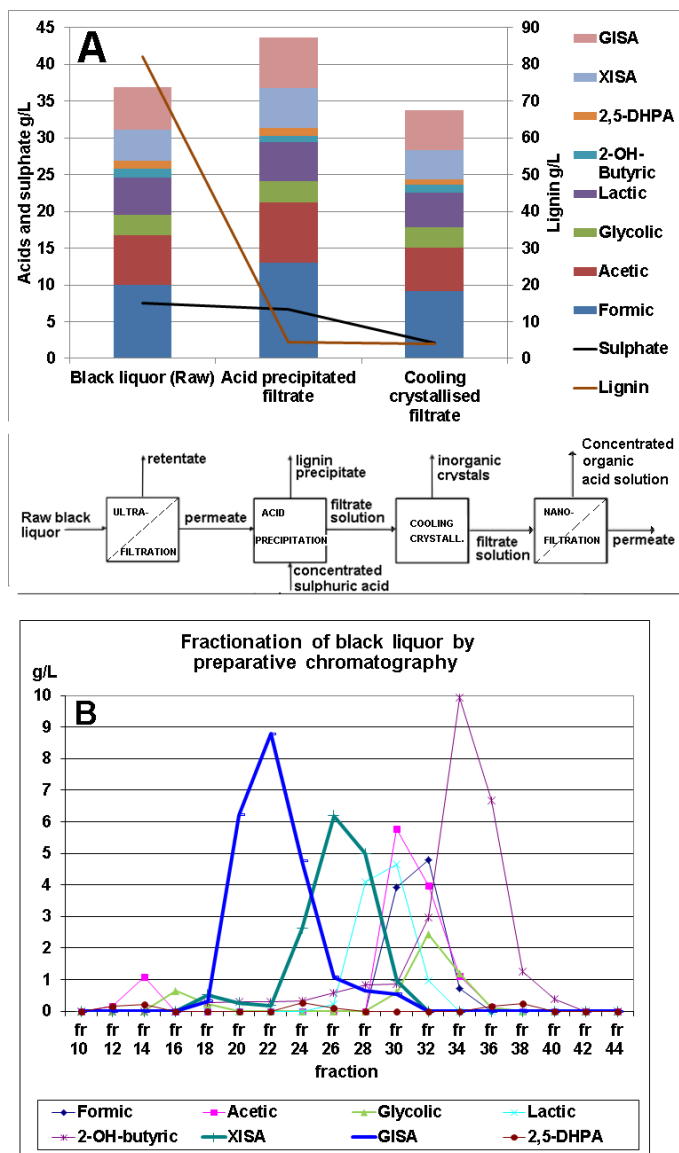 A
Acids and sulphate g/L
45
40
35
30
25
20
15
10
5
0
90
80
70
60
50
40
30
20
10
0
Lignin g/L
Black liquor (Raw)
Acid precipitated
filtrate
Cooling
crystallised
filtrate
GISA
XISA
2,5-DHPA
2-OH-
Butyric
Lactic
Glycolic
Acetic
Formic
Sulphate
Lignin
retentate
lignin
precipitate
inorganic
crystals
Concentrated
organic
acid solution
Raw black
liquor
ULTRA-
FILTRATION
permeate
ACID
PRECIPITATION
filtrate
solution
COOLING
CRYSTALL.
filtrate
solution
NANO-
FILTRATION
permeate
concentrated
sulphuric acid
Fractionation of black liquor by
preparative chromatography
g/L
B
10
9
8
7
6
5
4
3
2
1
0
fr fr fr fr fr fr fr fr fr fr fr fr fr fr fr fr fr fr
10 12 14 16 18 20 22 24 26 28 30 32 34 36 38 40 42 44
fraction
Formic Acetic Glycolic Lactic
2-OH-butyric XISA GISA 2,5-DHPA